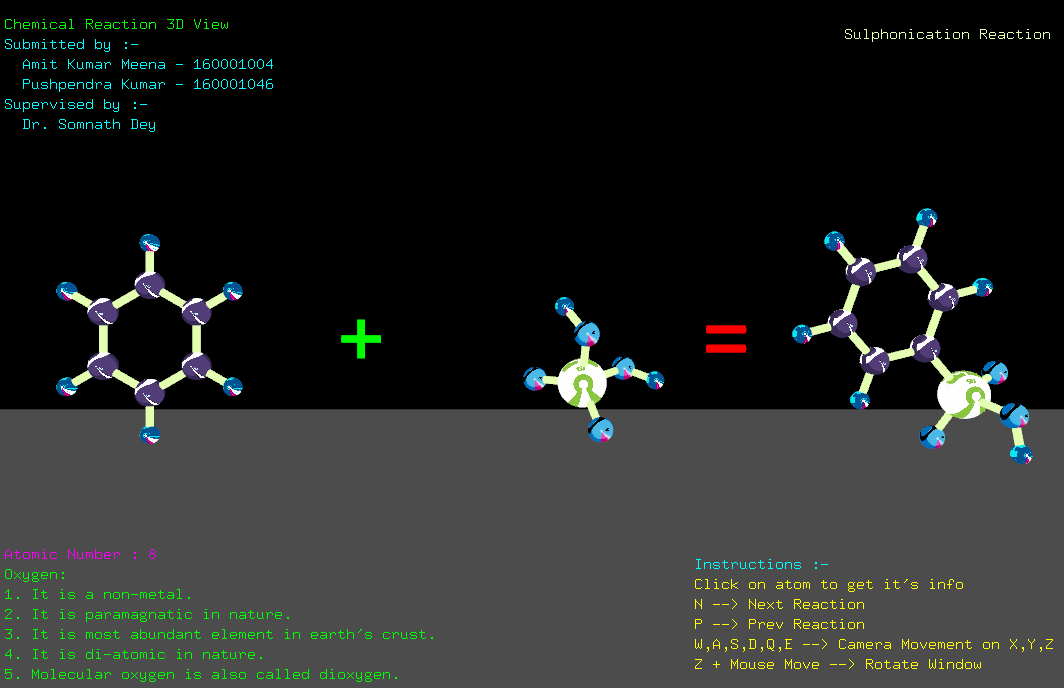 Chemical Reaction 3D View
Submitted by :-
Amit Kumar Meena - 160001004
Pushpendra Kumar - 160001046
Supervised by :-
Dr. Somnath Dey
Sulphonication Reaction
Atomic Number : 8
Oxygen:
1. It is a non-metal.
2. It is paramagnatic in nature.
3. It is most abundant element in earth's crust.
4. It is di-atomic in nature.
5. Molecular oxygen is also called dioxygen.
Instructions :-
Click on atom to get it's info
N --> Next Reaction
P --> Prev Reaction
W,A,S,D,Q,E --> Camera Movement on X,Y,Z
Z + Mouse Move --> Rotate Window